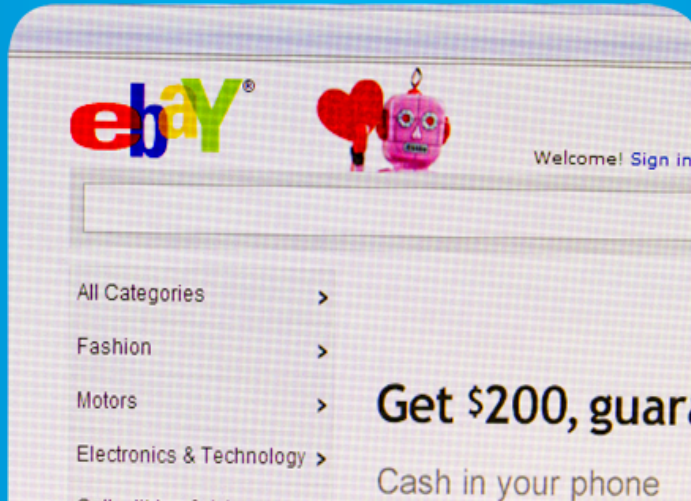 ebaY®
Welcome! Sign in
All Categories >
Fashion >
Motors >
Electronics & Technology >
Get $200, guar
Cash in your phone